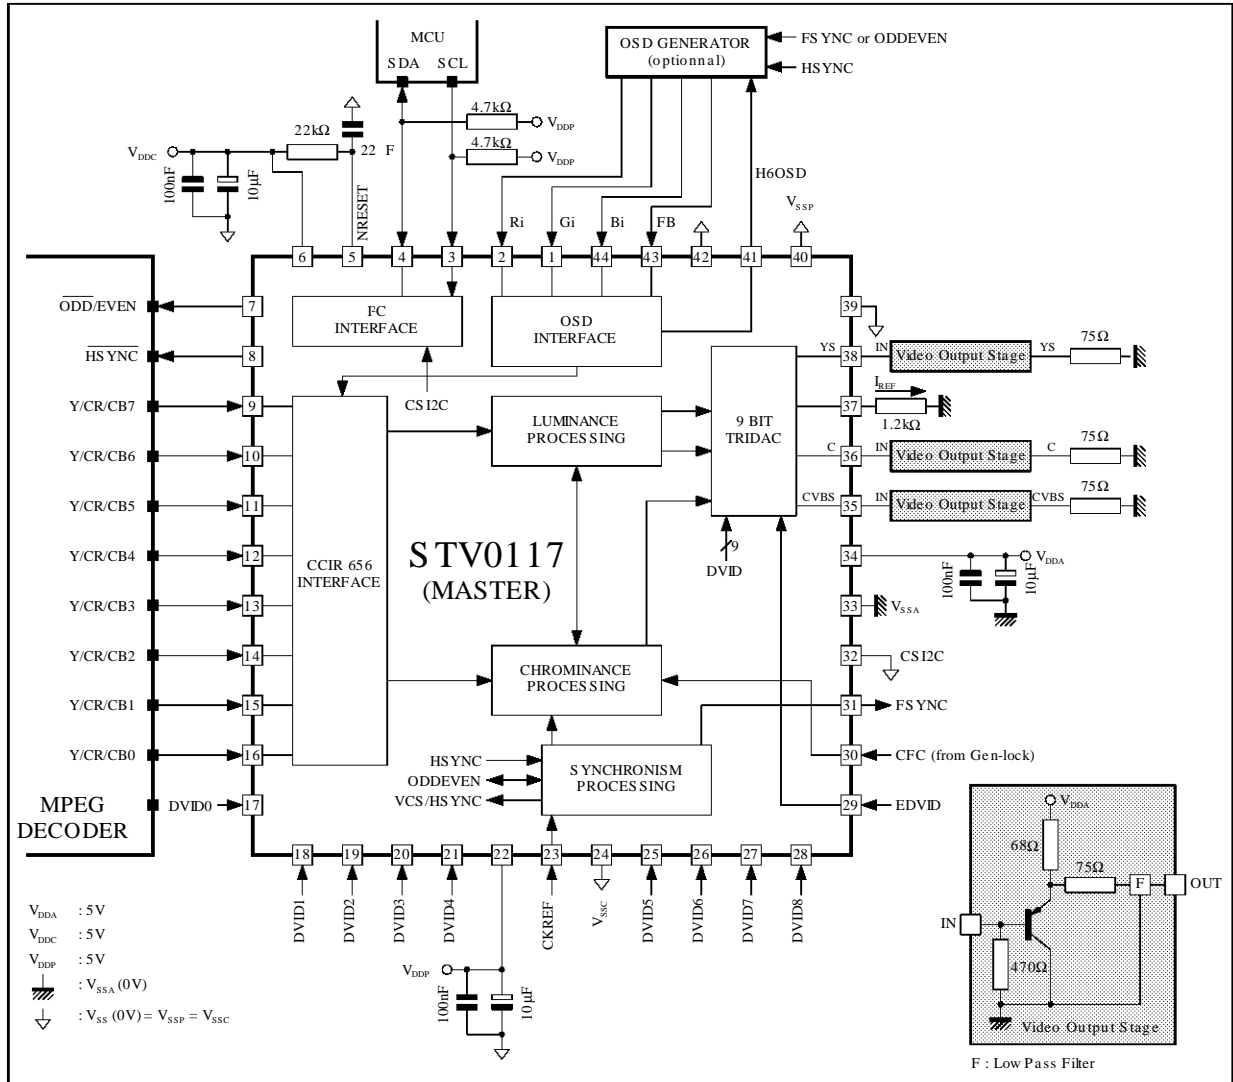 MCU
SDA SCL
OSD GENERATOR
(optionnal)
FSYNC or ODDEVEN
HSYNC
4.7kΩ
VDDP
4.7kΩ
VDDP
22kΩ
22 F
VDDC
100nF
10µF
NRESET
H6OSD
VSSP
Ri Gi Bi FB
6 5 4 3 2 1 44 43 42 41 40
ODD/EVEN
7
HSYNC
8
Y/CR/CB7
9
Y/CR/CB6
10
Y/CR/CB5
11
Y/CR/CB4
12
Y/CR/CB3
13
Y/CR/CB2
14
Y/CR/CB1
15
Y/CR/CB0
16
MPEG
DECODER
DVID0
17
I²C
INTERFACE
CSI2C
OSD
INTERFACE
CCIR 656
INTERFACE
LUMINANCE
PROCESSING
9 BIT
TRIDAC
9
DVID
STV0117
(MASTER)
CHROMINANCE
PROCESSING
SYNCHRONISM
PROCESSING
HSYNC
ODDEVEN
VCS/HSYNC
39
YS
38
IN
Video Output Stage
YS
75Ω
37
IREF
1.2kΩ
C
36
IN
Video Output Stage
C
75Ω
CVBS
35
IN
Video Output Stage
CVBS
75Ω
34
VDDA
100nF
10µF
33
VSSA
32
CSI2C
31
FSYNC
30
CFC (from Gen-lock)
29
EDVID
18 19 20 21 22 23 24 25 26 27 28
DVID1
DVID2
DVID3
DVID4
CKREF
VSSC
DVID5
DVID6
DVID7
DVID8
VDDP
100nF
10µF
VDDA : 5V
VDDC : 5V
VDDP : 5V
: VSSA (0V)
: VSS (0V) = VSSP = VSSC
VDDA
68Ω
75Ω
F
OUT
IN
470Ω
Video Output Stage
F : Low Pass Filter